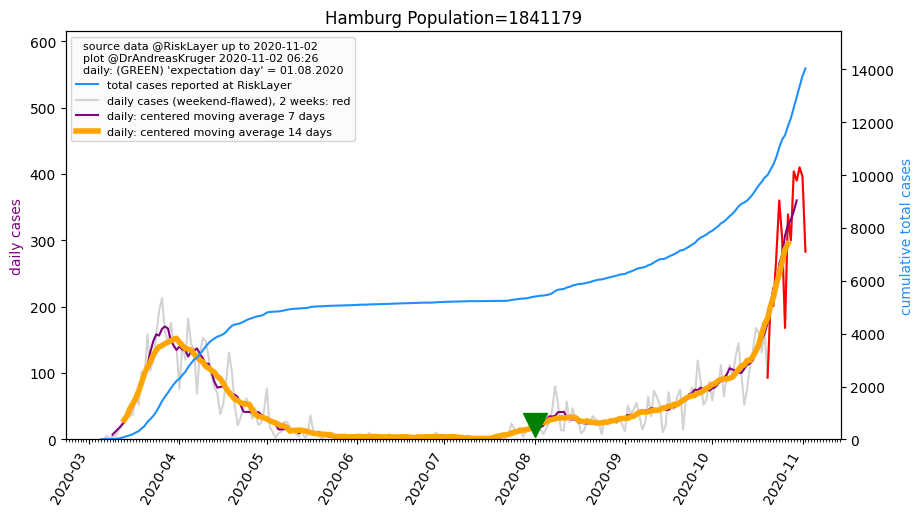 Hamburg Population=1841179
source data @RiskLayer up to 2020-11-02
plot @DrAndreasKruger 2020-11-02 06:26
daily: (GREEN) 'expectation day' = 01.08.2020
total cases reported at RiskLayer
daily cases (weekend-flawed), 2 weeks: red
daily: centered moving average 7 days
daily: centered moving average 14 days
daily cases
600
500
400
300
200
100
0
cumulative total cases
14000
12000
10000
8000
6000
4000
2000
0
2020-03
2020-04
2020-05
2020-06
2020-07
2020-08
2020-09
2020-10
2020-11